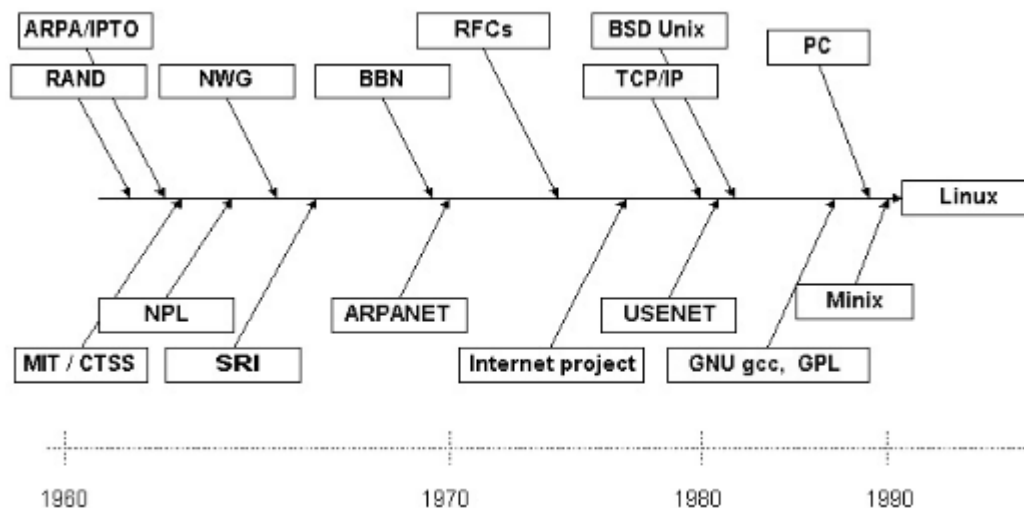 ARPA/IPTO
RFCs
BSD Unix
PC
RAND
NWG
BBN
TCP/IP
Linux
NPL
ARPANET
USENET
Minix
MIT / CTSS
SRI
Internet project
GNU gcc, GPL
1960
1970
1980
1990